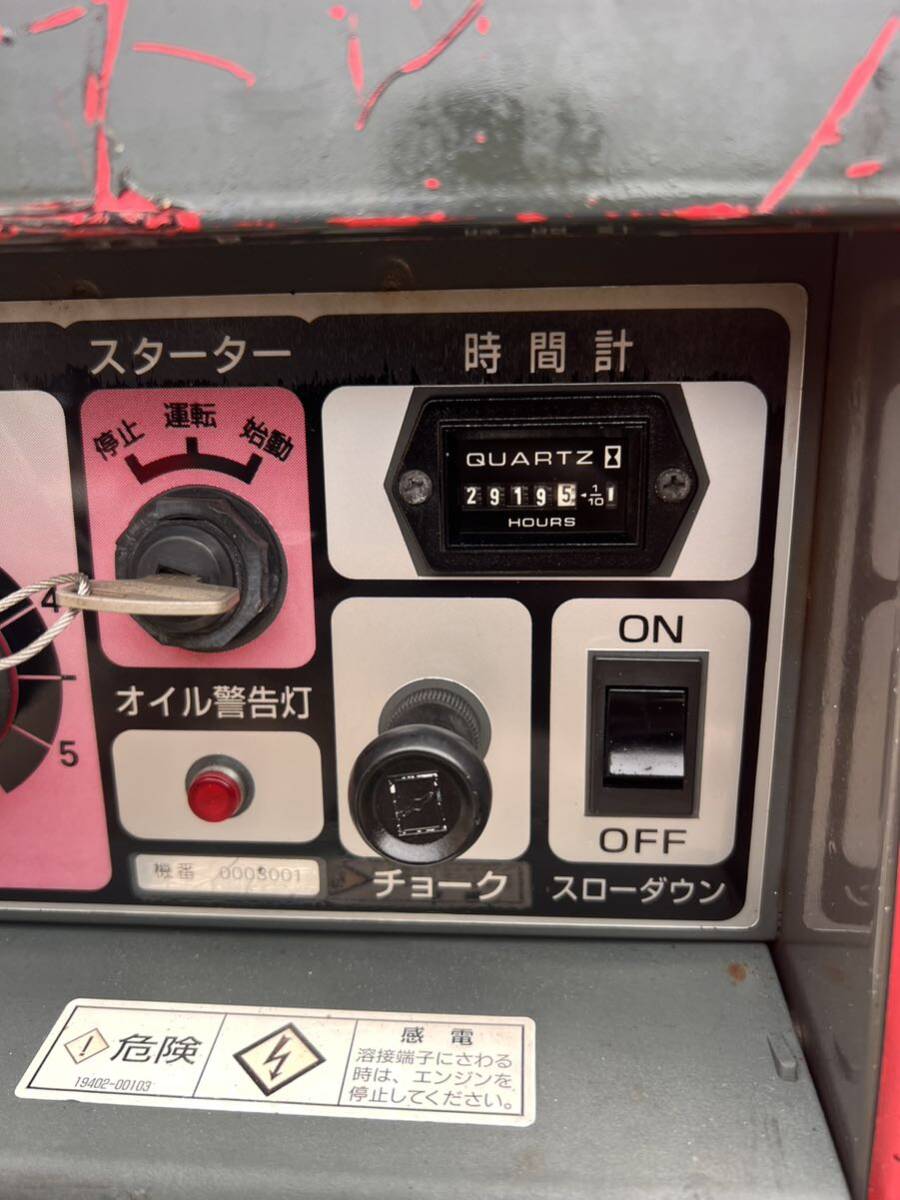 スターター
時間計
停止 運転 始動
QUARTZ
29195 1/10 1
HOURS
4
5
ON
オイル警告灯
OFF
機番 0003001
チョーク
スローダウン
危険
19402-00103
感電
溶接端子にさわる
時は、エンジンを
停止してください。